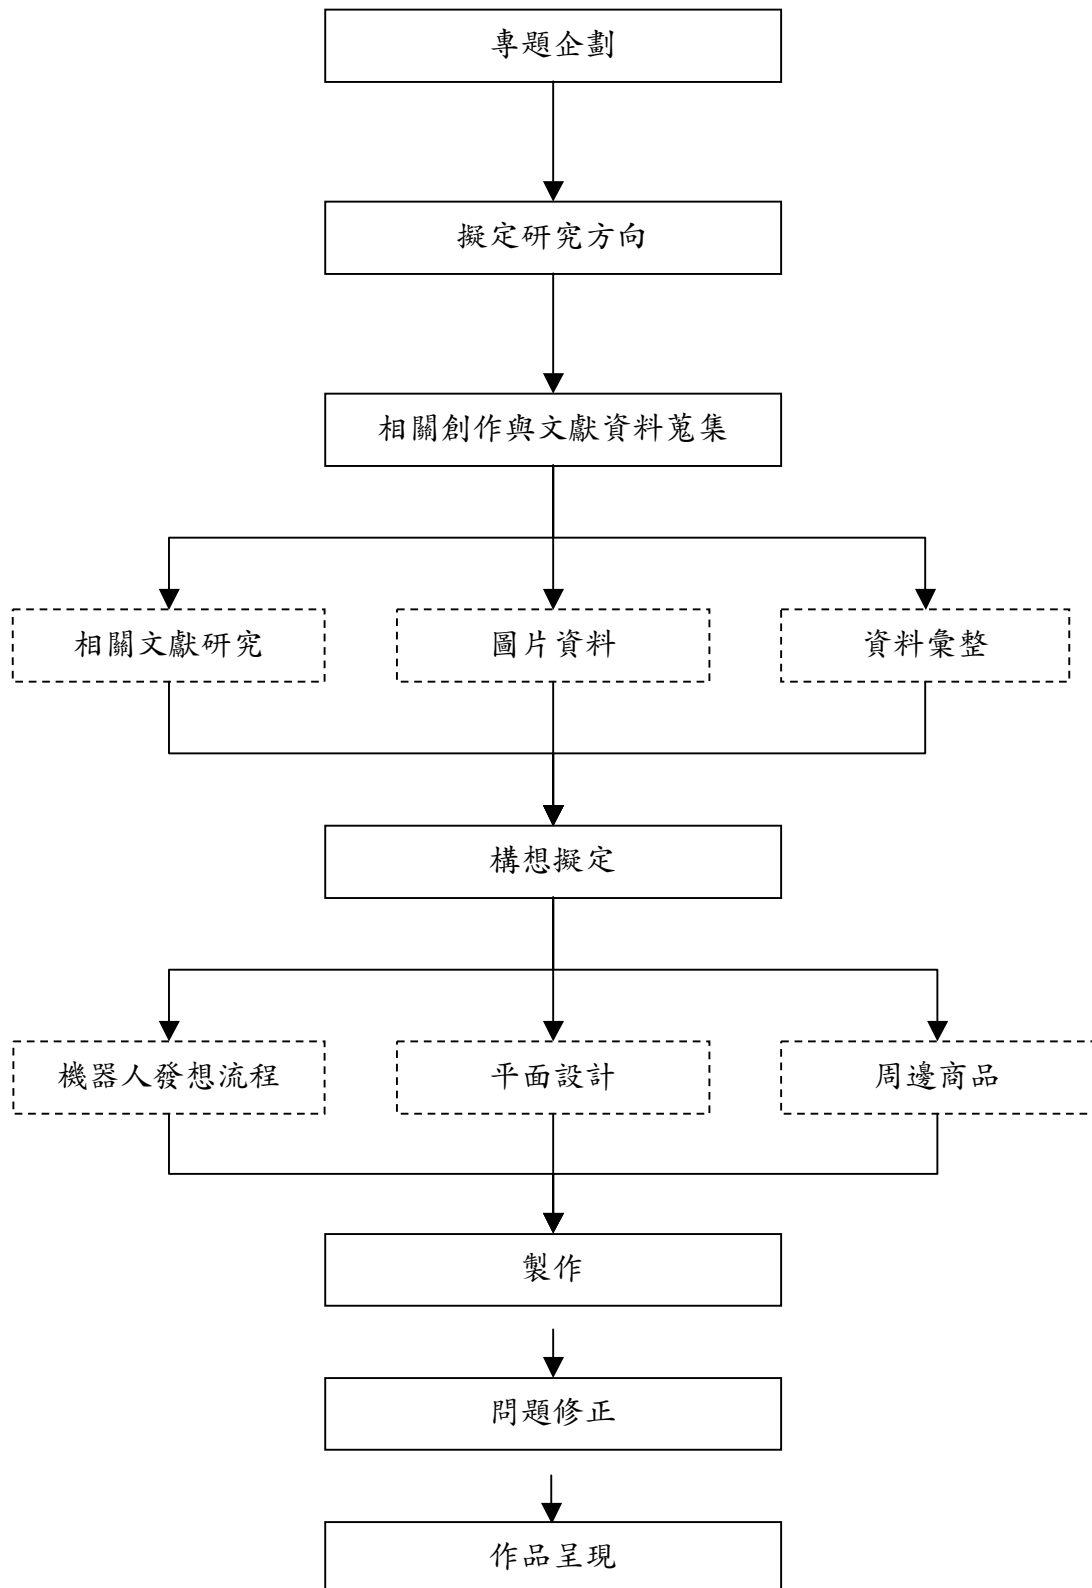 專題企劃
擬定研究方向
相關創作與文獻資料蒐集
相關文獻研究
圖片資料
資料彙整
構想擬定
機器人發想流程
平面設計
周邊商品
製作
問題修正
作品呈現